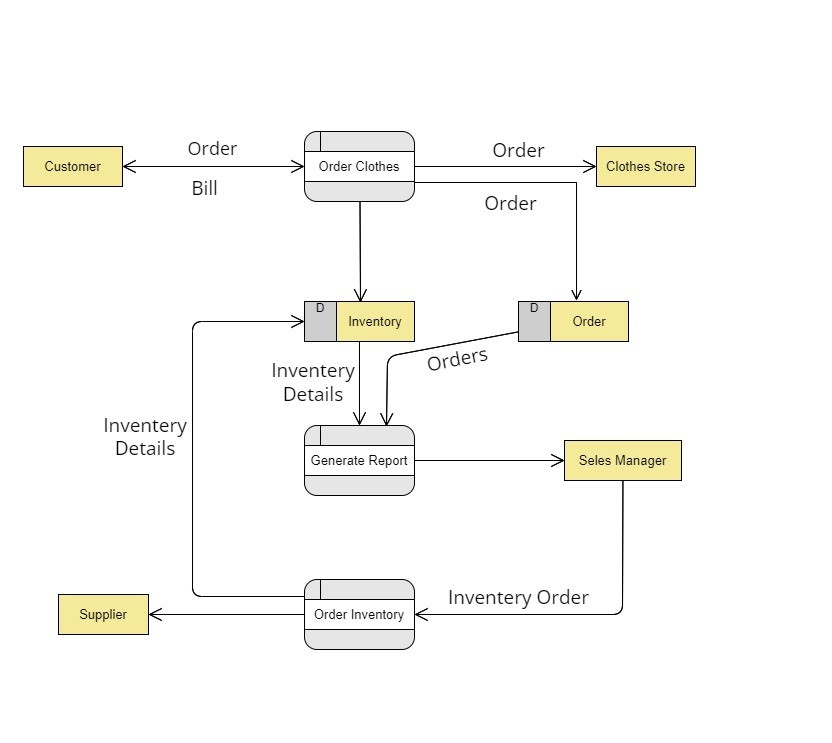 Order
Customer
Bill
Order Clothes
Order
Clothes Store
Order
D
Inventory
D
Order
Inventery
Details
Orders
Inventery
Details
Generate Report
Seles Manager
Inventery Order
Supplier
Order Inventory